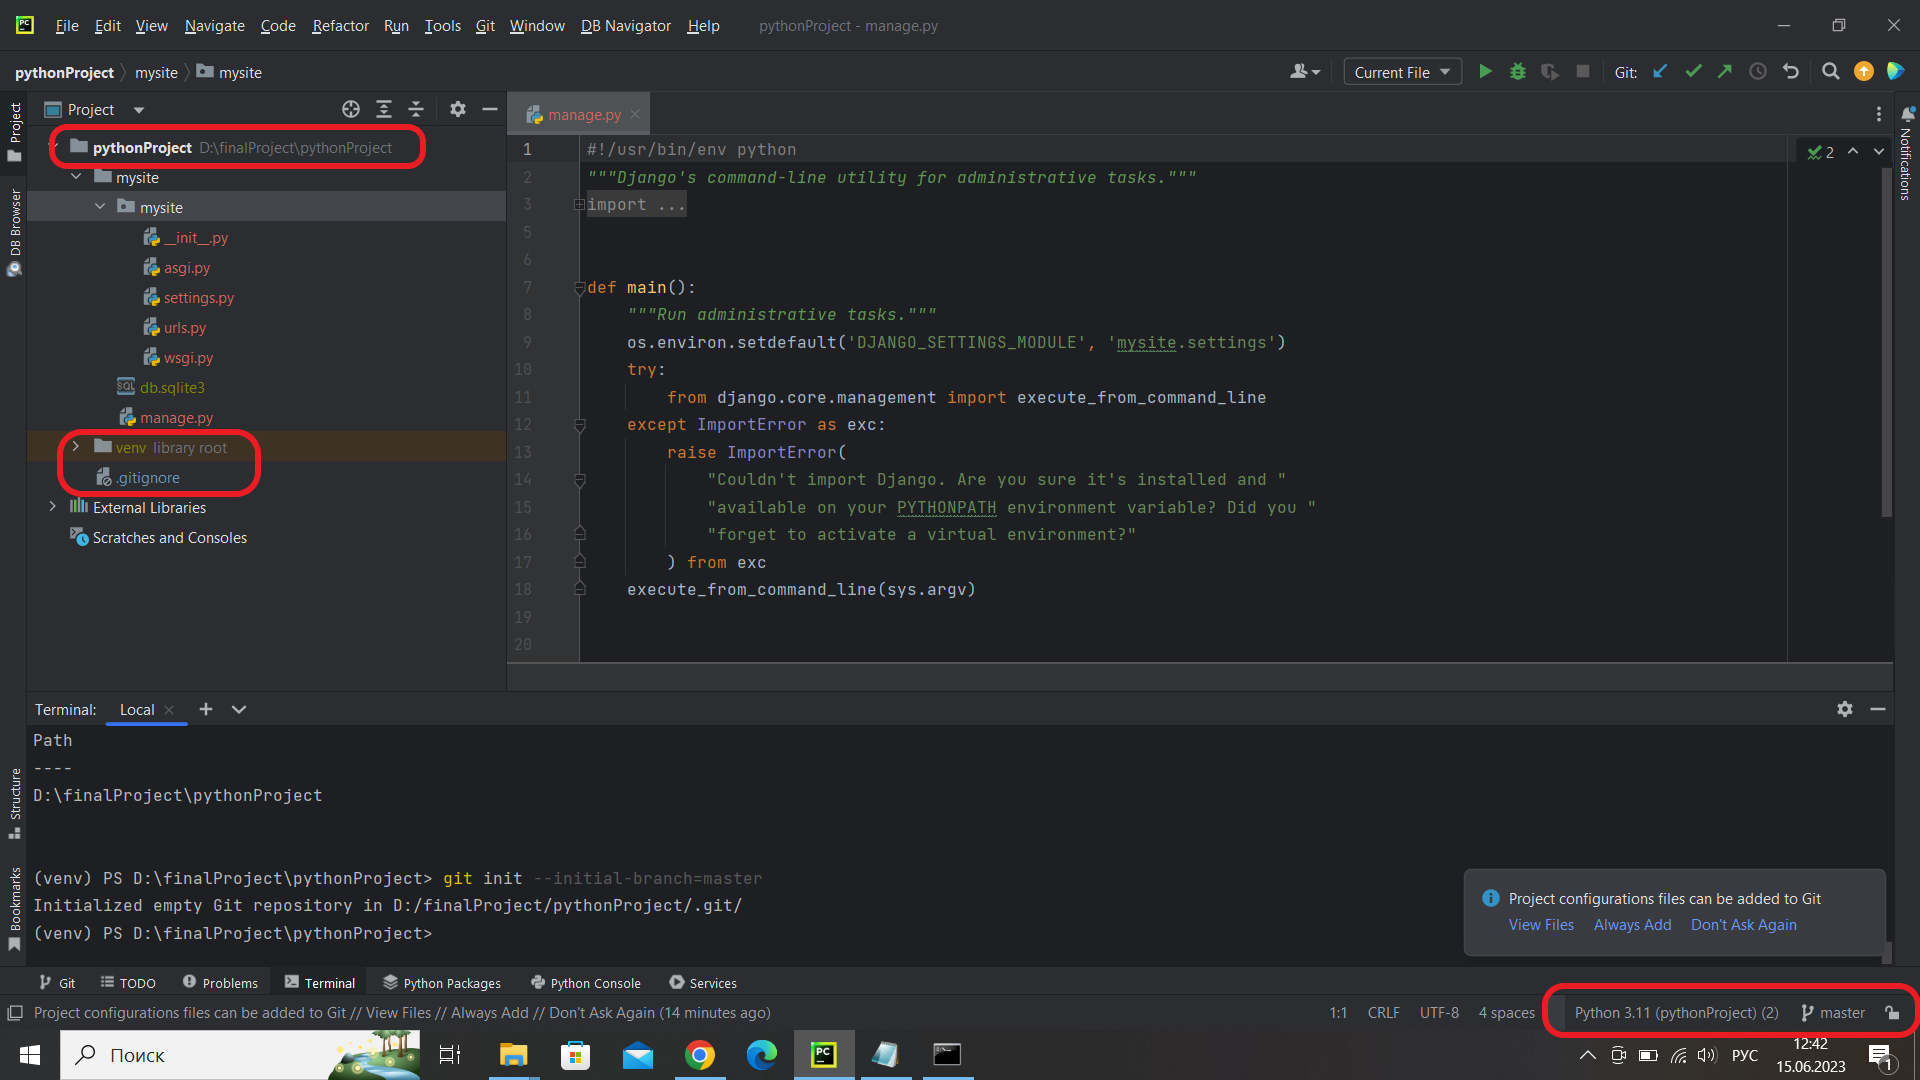 File Edit View Navigate Code Refactor Run Tools Git Window DB Navigator Help pythonProject - manage.py
pythonProject mysite mysite
Current File Git:
Project
manage.py
Project
DB Browser
Structure
Bookmarks
Notifications
pythonProject D:\finalProject\pythonProject
mysite
mysite
__init__.py
asgi.py
settings.py
urls.py
wsgi.py
db.sqlite3
manage.py
venv library root
.gitignore
External Libraries
Scratches and Consoles
2
1 #!/usr/bin/env python
2 """Django's command-line utility for administrative tasks."""
3 import ...
5
6
7 def main():
8 """Run administrative tasks."""
9 os.environ.setdefault('DJANGO_SETTINGS_MODULE', 'mysite.settings')
10 try:
11 from django.core.management import execute_from_command_line
12 except ImportError as exc:
13 raise ImportError(
14 "Couldn't import Django. Are you sure it's installed and "
15 "available on your PYTHONPATH environment variable? Did you "
16 "forget to activate a virtual environment?"
17 ) from exc
18 execute_from_command_line(sys.argv)
19
20
Terminal: Local
Path
----
D:\finalProject\pythonProject
(venv) PS D:\finalProject\pythonProject> git init --initial-branch=master
Initialized empty Git repository in D:/finalProject/pythonProject/.git/
(venv) PS D:\finalProject\pythonProject>
Project configurations files can be added to Git
View Files Always Add Don't Ask Again
Git TODO Problems Terminal Python Packages Python Console Services
Project configurations files can be added to Git // View Files // Always Add // Don't Ask Again (14 minutes ago)
1:1 CRLF UTF-8 4 spaces Python 3.11 (pythonProject) (2) master
Поиск
РУС
12:42
15.06.2023
1